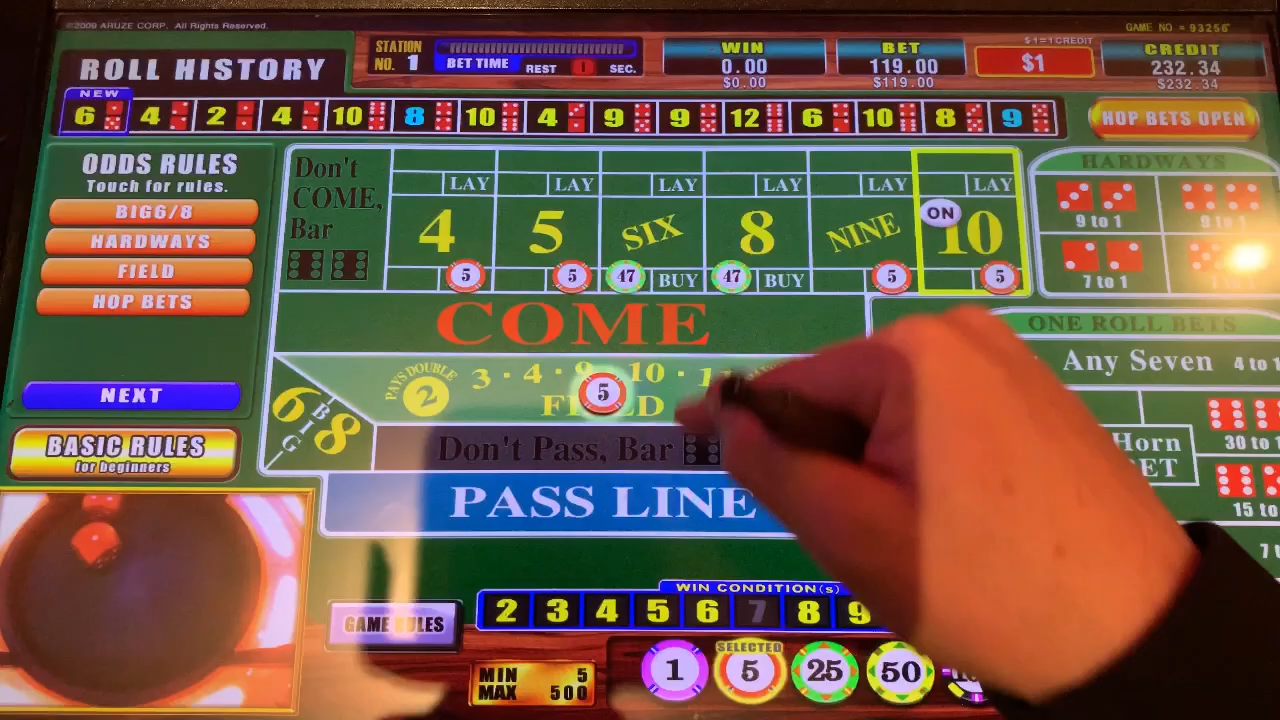 ©2009 ARUZE CORP. All Rights Reserved.
GAME NO = 93256
ROLL HISTORY
STATION NO. 1
BET TIME REST SEC.
WIN
0.00
$0.00
BET
119.00
$119.00
$1=1CREDIT
$1
CREDIT
232.34
$232.34
NEW
6 4 2 4 10 8 10 4 9 9 12 6 10 8 9
HOP BETS OPEN
ODDS RULES
Touch for rules.
BIG6/8
HARDWAYS
FIELD
HOP BETS
NEXT
BASIC RULES
for beginners
Don't
COME,
Bar
LAY LAY LAY LAY LAY LAY
4 5 SIX 8 NINE 10
ON
5 5 47 BUY 47 BUY 5 5
COME
PAYS DOUBLE
2
3 · 4 · 9 · 10 ·
5
6 8
BIG
Don't Pass, Bar
PASS LINE
HARDWAYS
9 to 1
9 to 1
7 to 1
ONE ROLL BETS
Any Seven 4 to
Horn
30 to 1
15 to
WIN CONDITION(s)
2 3 4 5 6 7 8 9
GAME RULES
MIN 5
MAX 500
SELECTED
1 5 25 50